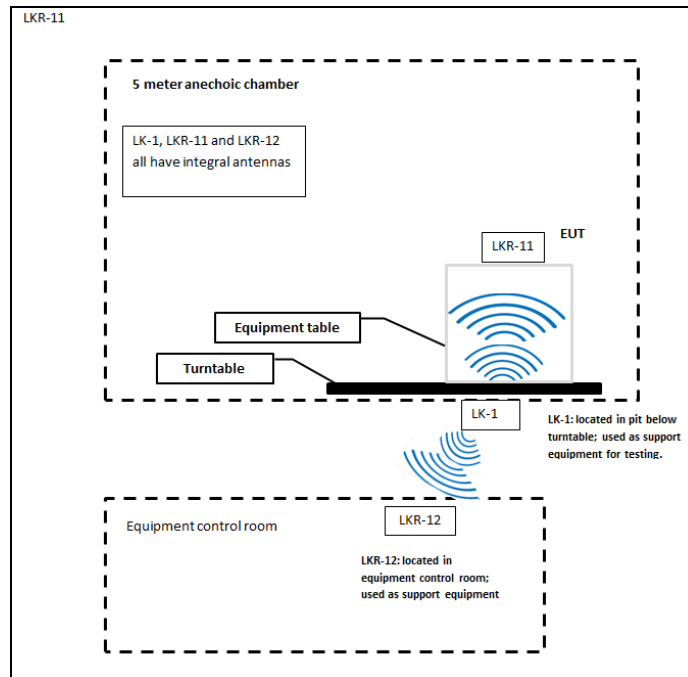 LKR-11
5 meter anechoic chamber
LK-1, LKR-11 and LKR-12
all have integral antennas
EUT
LKR-11
Equipment table
Turntable
LK-1
LK-1: located in pit below
turntable; used as support
equipment for testing.
LKR-12
Equipment control room
LKR-12: located in
equipment control room;
used as support equipment